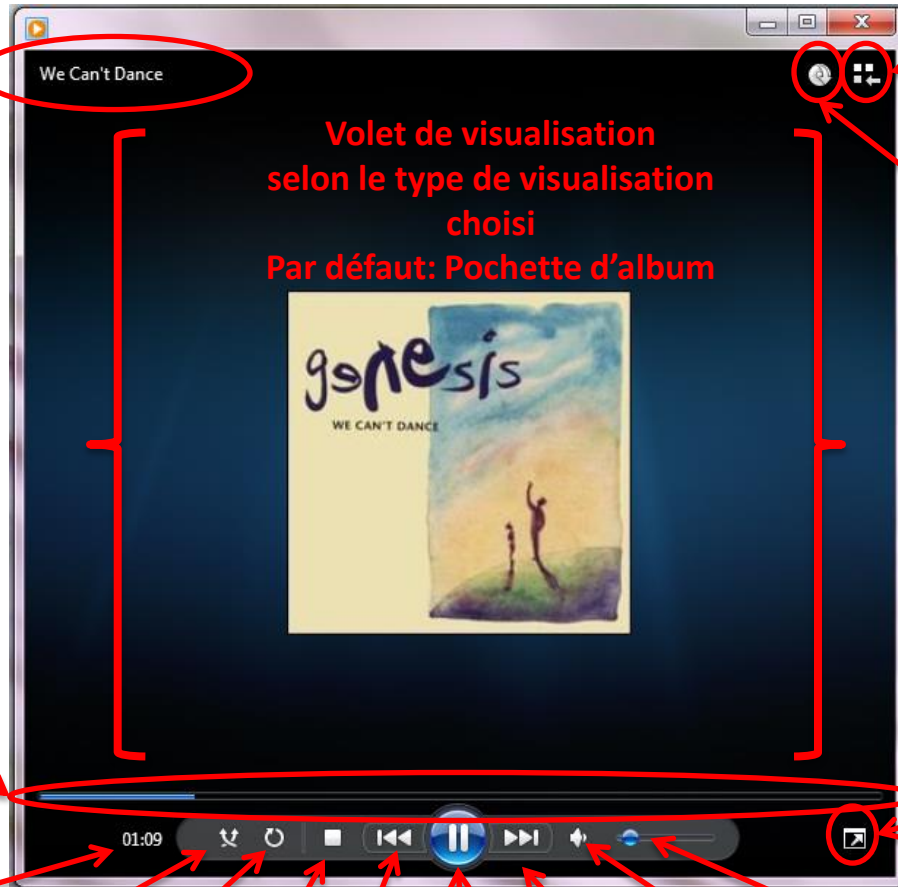 We Can't Dance
Volet de visualisation
selon le type de visualisation
choisi
Par défaut: Pochette d’album
genesis
WE CAN'T DANCE
01:09